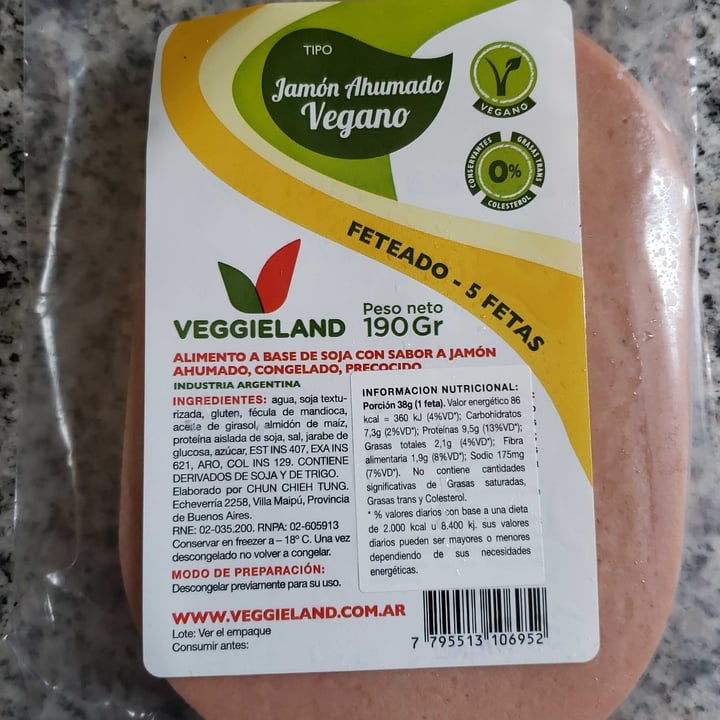 TIPO
Jamón Ahumado
Vegano
VEGANO
CONSERVANTES
GRASAS TRANS
0%
COLESTEROL
FETEADO - 5 FETAS
VEGGIELAND
Peso neto
190Gr
ALIMENTO A BASE DE SOJA CON SABOR A JAMÓN
AHUMADO, CONGELADO, PRECOCIDO
INDUSTRIA ARGENTINA
INGREDIENTES: agua, soja textu-
rizada, gluten, fécula de mandioca,
aceite de girasol, almidón de maíz,
proteína aislada de soja, sal, jarabe de
glucosa, azúcar, EST INS 407, EXA INS
621, ARO, COL INS 129. CONTIENE
DERIVADOS DE SOJA Y DE TRIGO.
Elaborado por CHUN CHIEH TUNG.
Echeverría 2258, Villa Maipú, Provincia
de Buenos Aires.
RNE: 02-035.200. RNPA: 02-605913
Conservar en freezer a – 18º C. Una vez
descongelado no volver a congelar.
MODO DE PREPARACIÓN:
Descongelar previamente para su uso.
INFORMACION NUTRICIONAL:
Porción 38g (1 feta). Valor energético 86
kcal = 360 kJ (4%VD*); Carbohidratos
7,3g (2%VD*); Proteínas 9,5g (13%VD*);
Grasas totales 2,1g (4%VD*); Fibra
alimentaria 1,9g (8%VD*); Sodio 175mg
(7%VD*). No contiene cantidades
significativas de Grasas saturadas,
Grasas trans y Colesterol.
* % valores diarios con base a una dieta
de 2.000 kcal u 8.400 kj. sus valores
diarios pueden ser mayores o menores
dependiendo de sus necesidades
energéticas.
WWW.VEGGIELAND.COM.AR
Lote: Ver el empaque
Consumir antes:
7 795513 106952